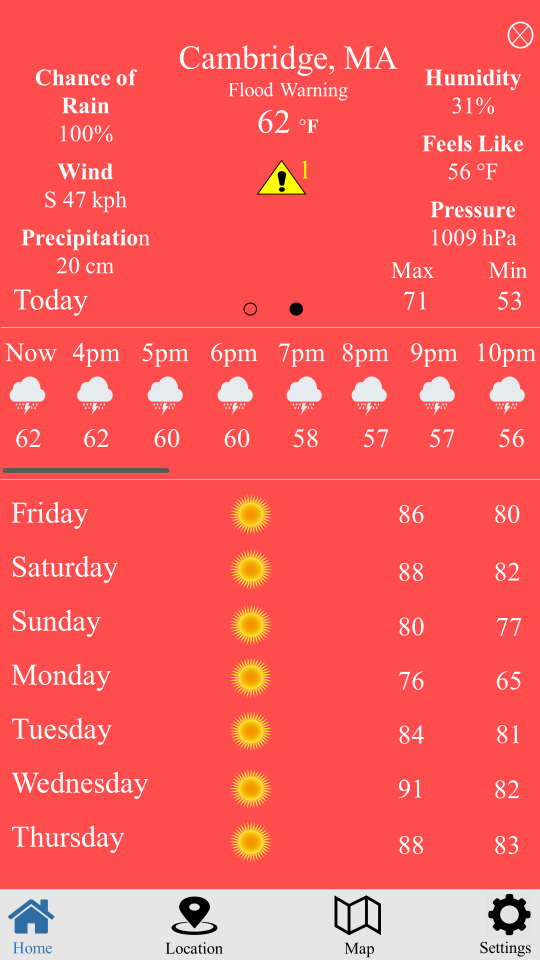 Cambridge, MA
Flood Warning
62 °F
1
Chance of
Rain
100%
Wind
S 47 kph
Precipitation
20 cm
Humidity
31%
Feels Like
56 °F
Pressure
1009 hPa
Max Min
Today 71 53
Now 4pm 5pm 6pm 7pm 8pm 9pm 10pm
62 62 60 60 58 57 57 56
Friday 86 80
Saturday 88 82
Sunday 80 77
Monday 76 65
Tuesday 84 81
Wednesday 91 82
Thursday 88 83
Home Location Map Settings